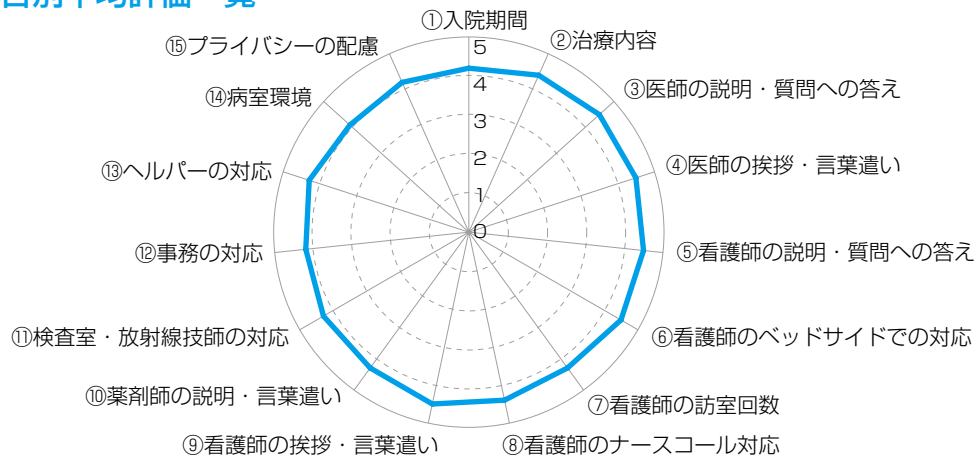 ①入院期間
②治療内容
③医師の説明・質問への答え
④医師の挨拶・言葉遣い
⑤看護師の説明・質問への答え
⑥看護師のベッドサイドでの対応
⑦看護師の訪室回数
⑧看護師のナースコール対応
⑨看護師の挨拶・言葉遣い
⑩薬剤師の説明・言葉遣い
⑪検査室・放射線技師の対応
⑫事務の対応
⑬ヘルパーの対応
⑭病室環境
⑮プライバシーの配慮
5
4
3
2
1
0